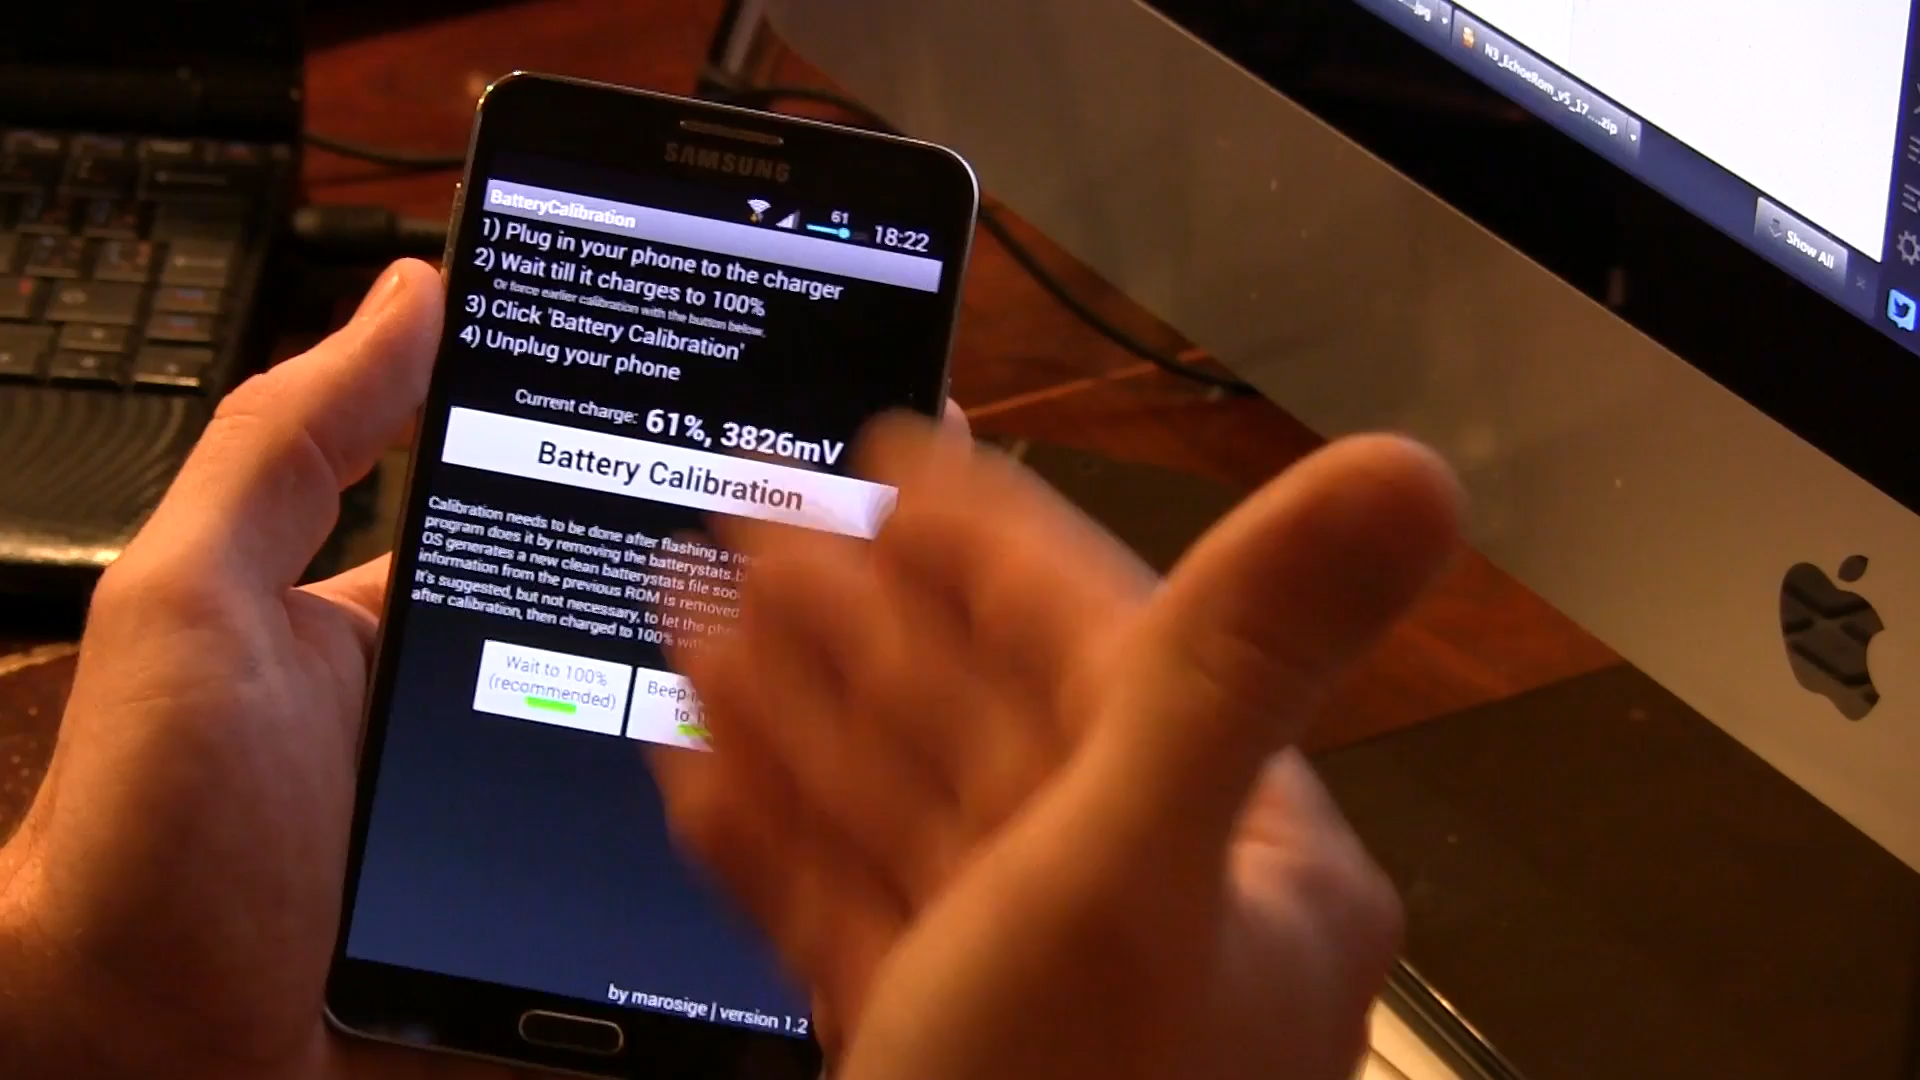 SAMSUNG
BatteryCalibration
61
18:22
1) Plug in your phone to the charger
2) Wait till it charges to 100%
Or force earlier calibration with the button below.
3) Click 'Battery Calibration'
4) Unplug your phone
Current charge: 61%, 3826mV
Battery Calibration
Calibration needs to be done after flashing a
program does it by removing the batterystats.
OS generates a new clean batterystats file
information from the previous ROM is removed
It's suggested, but not necessary, to let the
after calibration, then charged to 100%
Wait to 100%
(recommended)
Beep
to
by marosige | version 1.2
.jpg
N3_EchoeRom_v5_17....zip
Show All